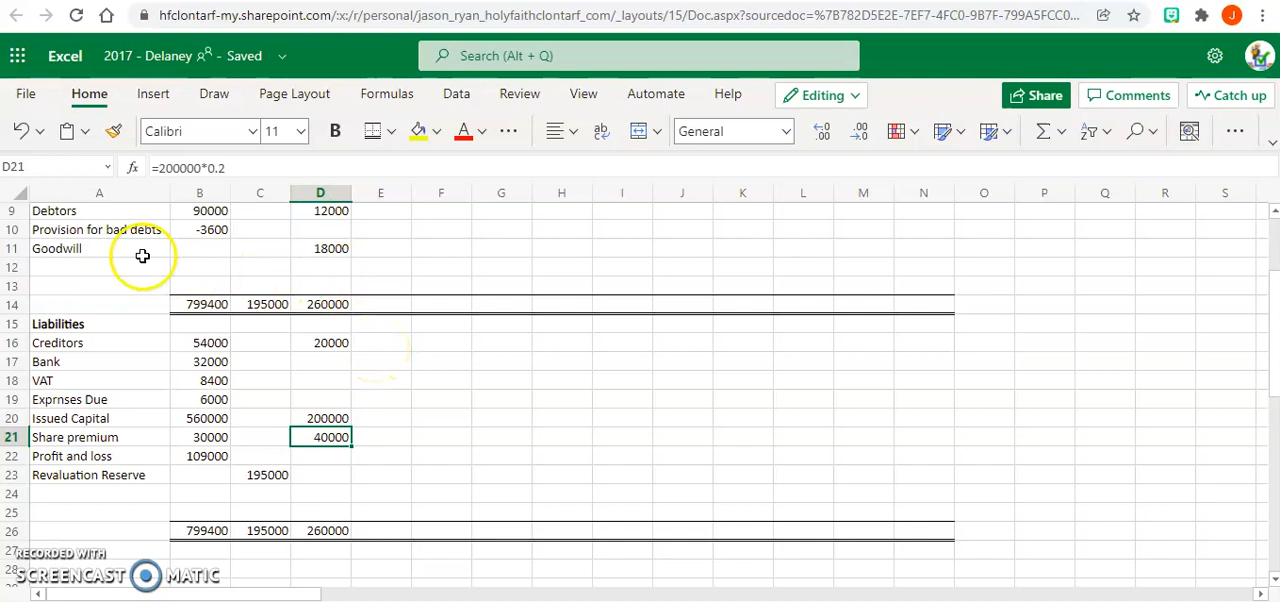 hfclontarf-my.sharepoint.com/:x:/r/personal/jason_ryan_holyfaithclontarf_com/_layouts/15/Doc.aspx?sourcedoc=%7B782D5E2E-7EF7-4FC0-9B7F-799A5FCC0... J
Excel 2017 - Delaney - Saved Search (Alt + Q)
File Home Insert Draw Page Layout Formulas Data Review View Automate Help Editing Share Comments Catch up
Calibri 11 B A General
D21 fx =200000*0.2
A B C D E F G H I J K L M N O P Q R S
9 Debtors 90000 12000
10 Provision for bad debts -3600
11 Goodwill 18000
12
13
14 799400 195000 260000
15 Liabilities
16 Creditors 54000 20000
17 Bank 32000
18 VAT 8400
19 Exprnses Due 6000
20 Issued Capital 560000 200000
21 Share premium 30000 40000
22 Profit and loss 109000
23 Revaluation Reserve 195000
24
25
26 799400 195000 260000
27
RECORDED WITH
28
SCREENCAST MATIC